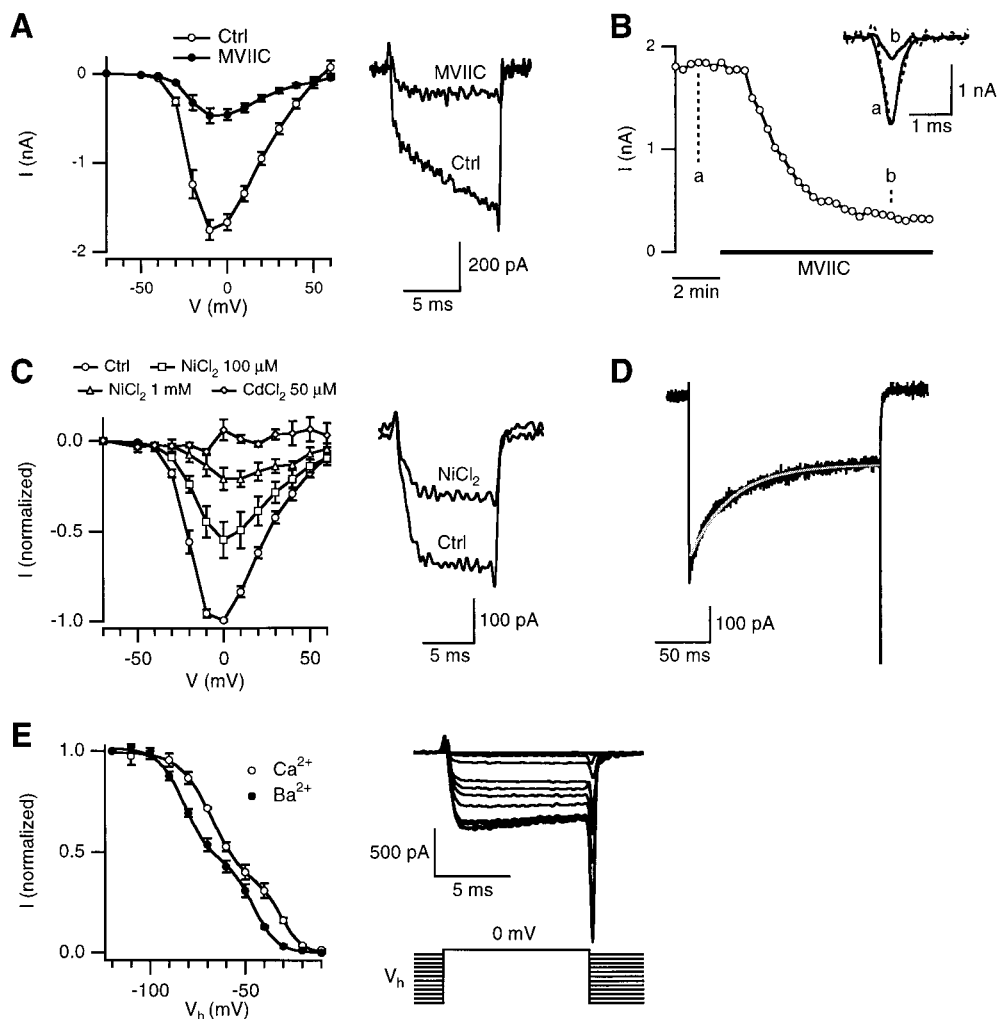 A
Ctrl
MVIIC
0
-1
-2
I (nA)
-50
0
50
V (mV)
MVIIC
Ctrl
200 pA
5 ms
B
2
1
0
I (nA)
a
b
2 min
MVIIC
b
a
1 nA
1 ms
C
Ctrl
NiCl2 100 μM
NiCl2 1 mM
CdCl2 50 μM
0.0
-0.5
-1.0
I (normalized)
-50
0
50
V (mV)
NiCl2
Ctrl
100 pA
5 ms
D
100 pA
50 ms
E
1.0
0.5
0.0
I (normalized)
Ca2+
Ba2+
-100
-50
Vh (mV)
500 pA
5 ms
0 mV
Vh